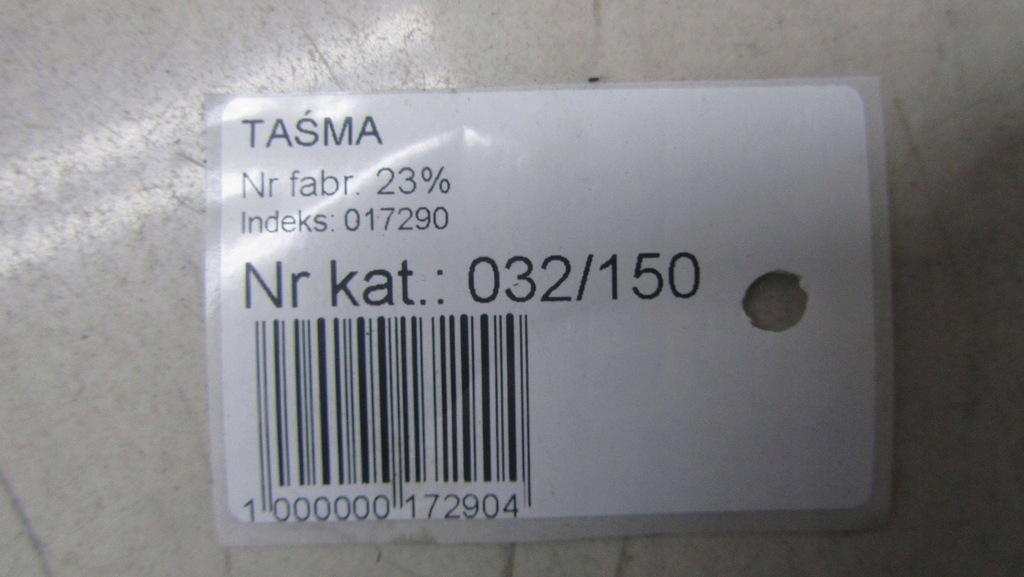 TAŚMA
Nr fabr. 23%
Indeks: 017290
Nr kat.: 032/150
1 000000 172904